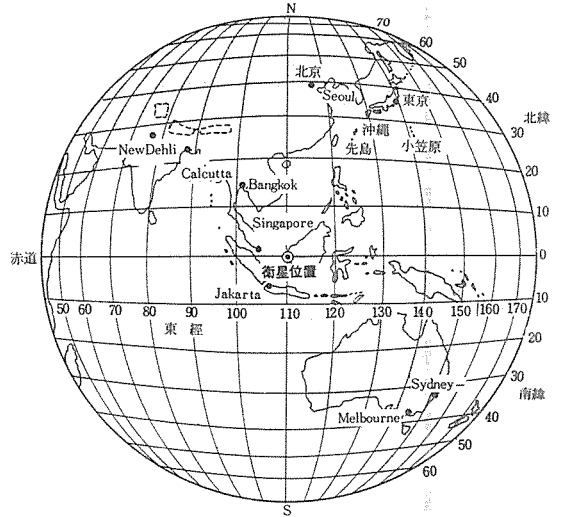 N
70
60
50
北京
Seoul
東京
40
北緯
30
沖繩
先島
小笠原
NewDehli
20
Calcutta
Bangkok
10
Singapore
赤道
0
衛星位置
Jakarta
10
50 60 70 80 90 100 110 120 130 140 150 160 170
東經
20
30
Sydney
南緯
Melbourne
40
50
60
S